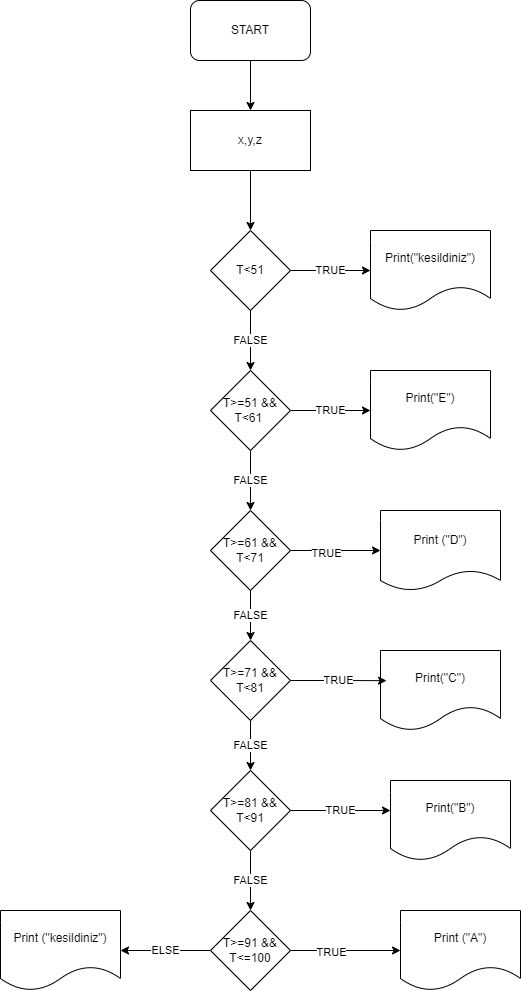 START
x,y,z
T<51
TRUE
Print("kesildiniz")
FALSE
T>=51 &&
T<61
TRUE
Print("E")
FALSE
T>=61 &&
T<71
TRUE
Print ("D")
FALSE
T>=71 &&
T<81
TRUE
Print("C")
FALSE
T>=81 &&
T<91
TRUE
Print("B")
FALSE
Print ("kesildiniz")
ELSE
T>=91 &&
T<=100
TRUE
Print ("A")